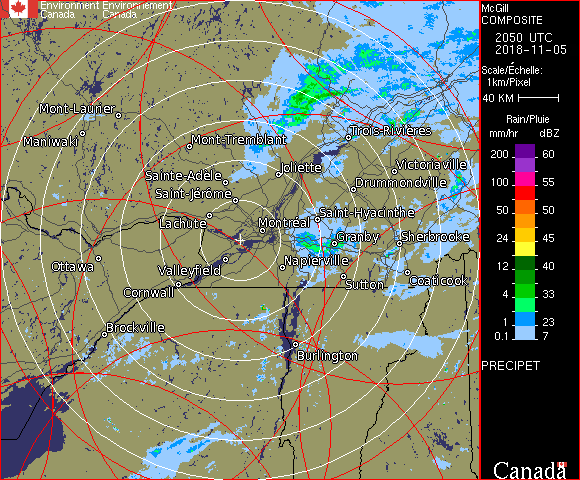 Environment Environnement
Canada Canada
McGill
COMPOSITE
2050 UTC
2018-11-05
Scale/Échelle:
1km/Pixel
40 KM
Rain/Pluie
mm/hr dBZ
200 60
150 57
100 55
50 50
24 45
12 40
4 33
1 23
0.1 7
PRECIPET
Canada
Mont-Laurier
Maniwaki
Mont-Tremblant
Trois-Rivières
Joliette
Victoriaville
Sainte-Adèle
Drummondville
Saint-Jérôme
Lachute
Saint-Hyacinthe
Montréal
Granby
Sherbrooke
Ottawa
Valleyfield
Napierville
Coaticook
Cornwall
Sutton
Brockville
Burlington